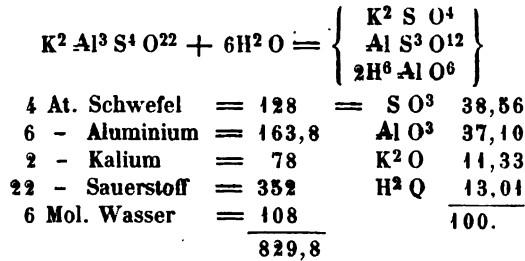 K² S O⁴
K² Al³ S⁴ O²² + 6H² O = { Al S³ O¹² }
2H⁶ Al O⁶
4 At. Schwefel = 128 = S O³ 38,56
6 - Aluminium = 163,8 Al O³ 37,10
2 - Kalium = 78 K² O 11,33
22 - Sauerstoff = 352 H² Q 13,01
6 Mol. Wasser = 108 100.
829,8